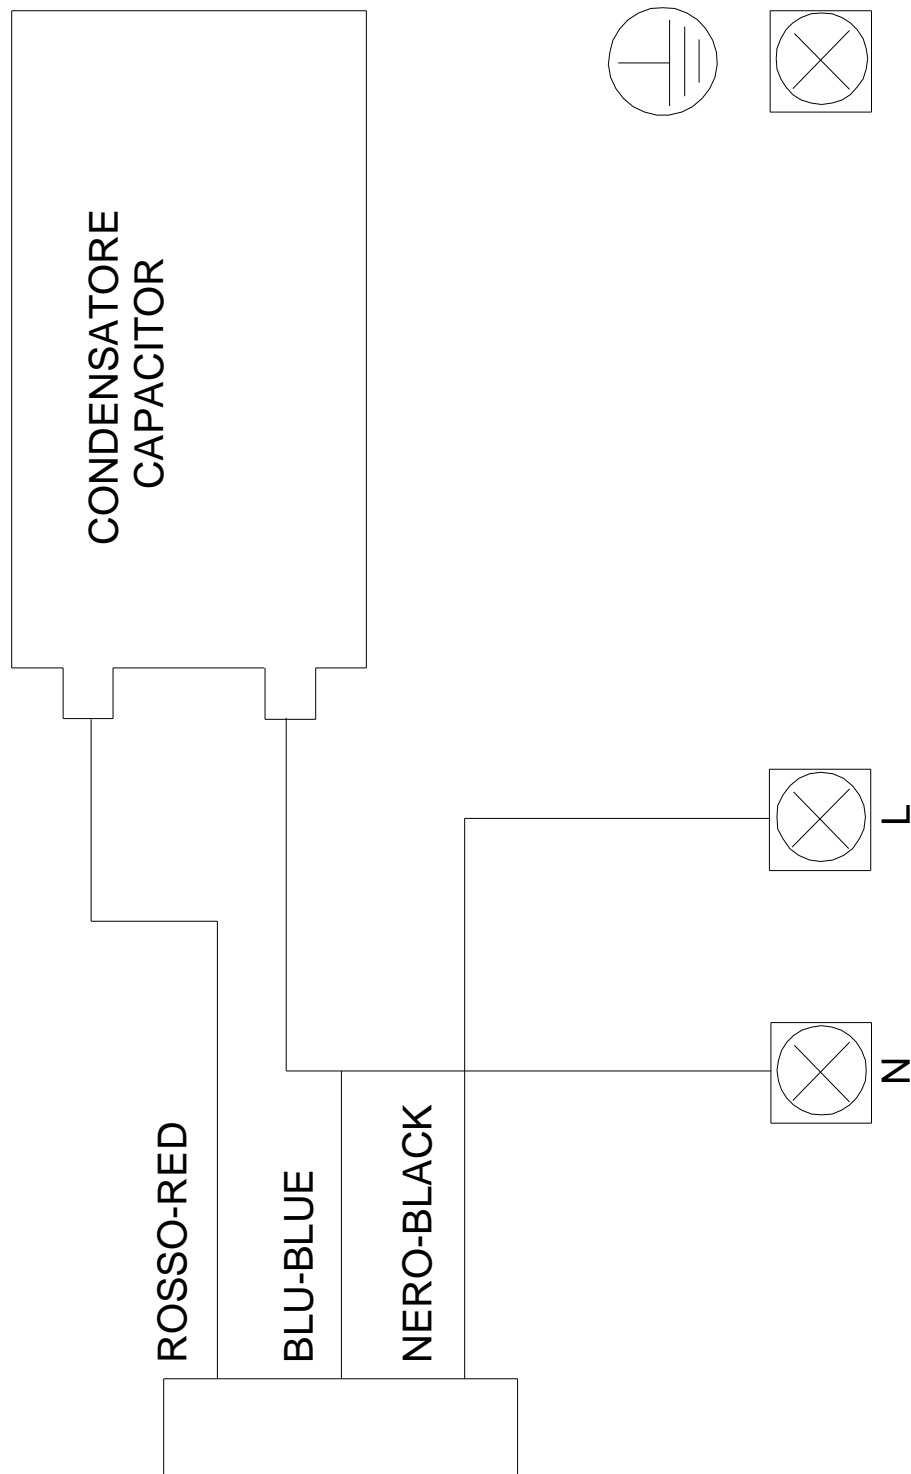 CONDENSATORE
CAPACITOR
L
N
ROSSO-RED
BLU-BLUE
NERO-BLACK